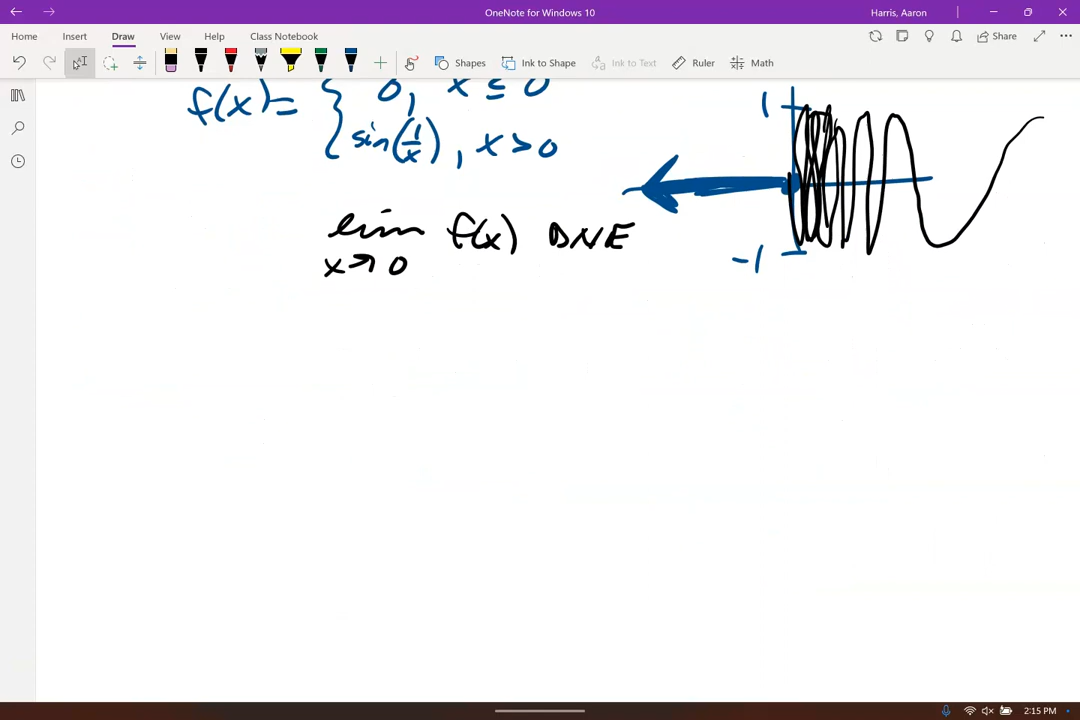 OneNote for Windows 10
Harris, Aaron
Home Insert Draw View Help Class Notebook
Share
Shapes Ink to Shape Ink to Text Ruler Math
f(x)= { 0, x ≤ 0
sin(1/x), x > 0
1
-1
lim f(x) DNE
x→0
2:15 PM